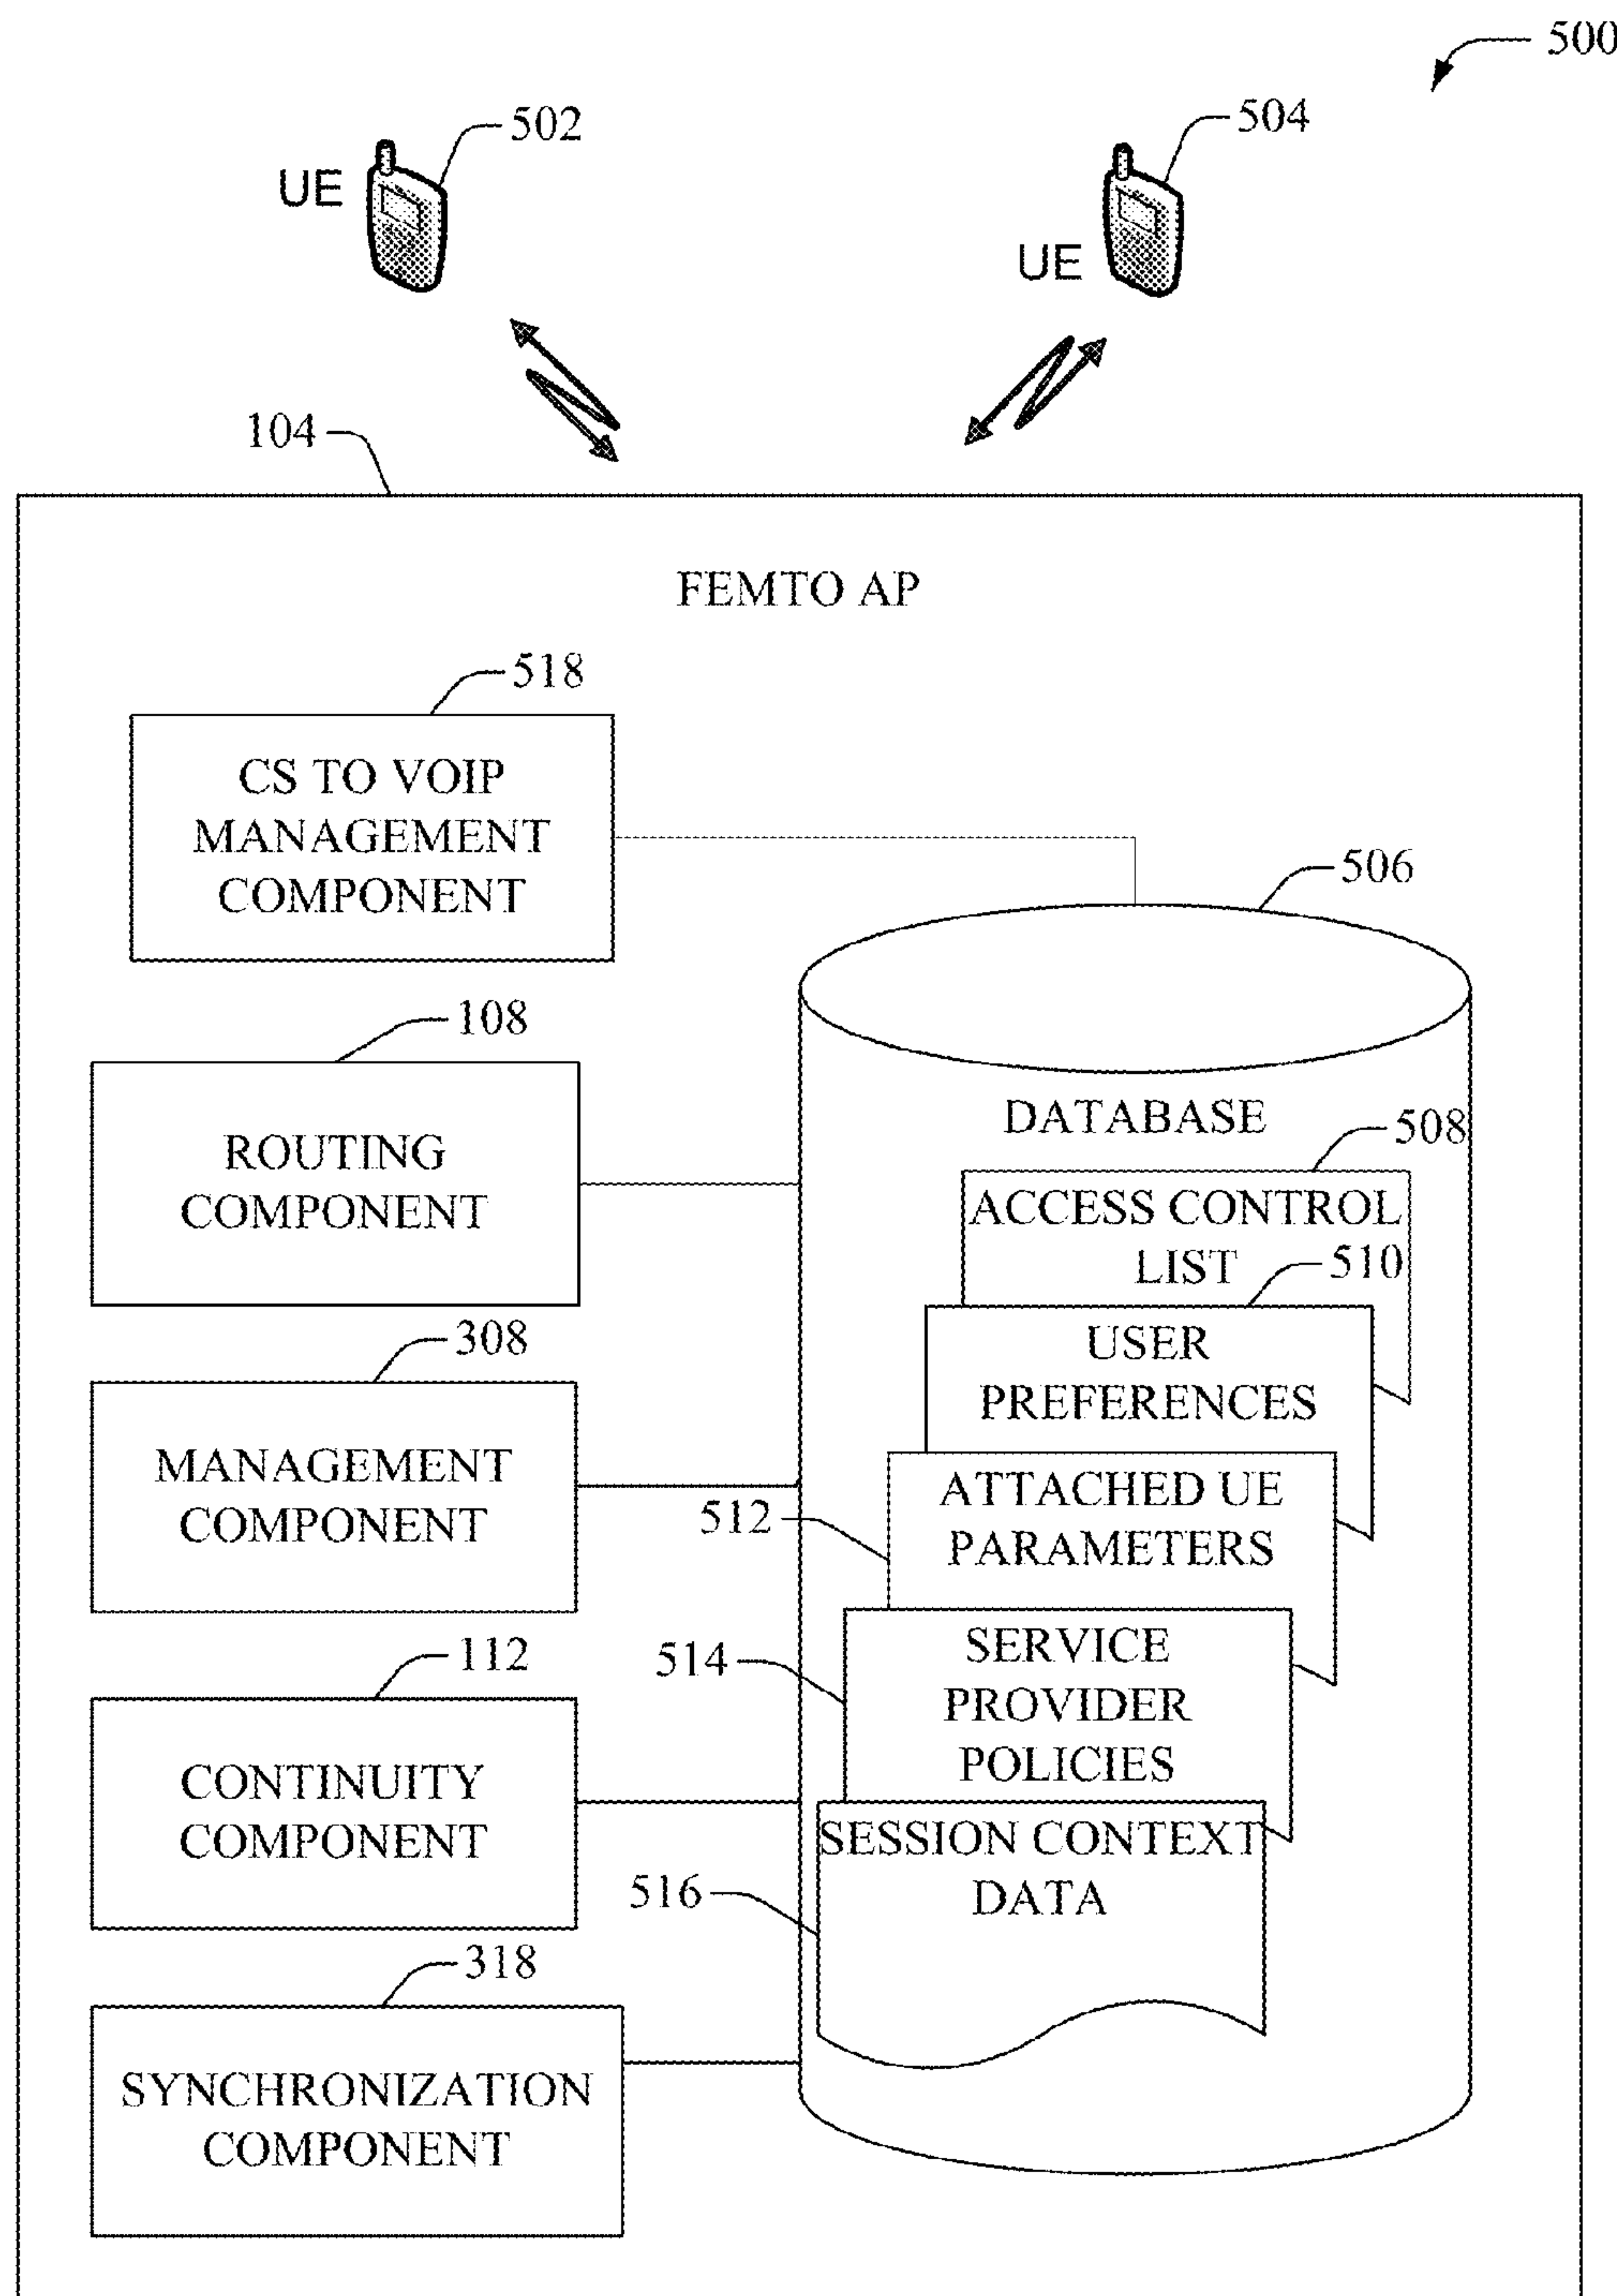 500
502
504
UE
UE
104
FEMTO AP
518
CS TO VOIP
MANAGEMENT
COMPONENT
506
108
ROUTING
COMPONENT
DATABASE
508
ACCESS CONTROL
LIST
510
USER
PREFERENCES
308
MANAGEMENT
COMPONENT
512
ATTACHED UE
PARAMETERS
112
CONTINUITY
COMPONENT
514
SERVICE
PROVIDER
POLICIES
516
SESSION CONTEXT
DATA
318
SYNCHRONIZATION
COMPONENT